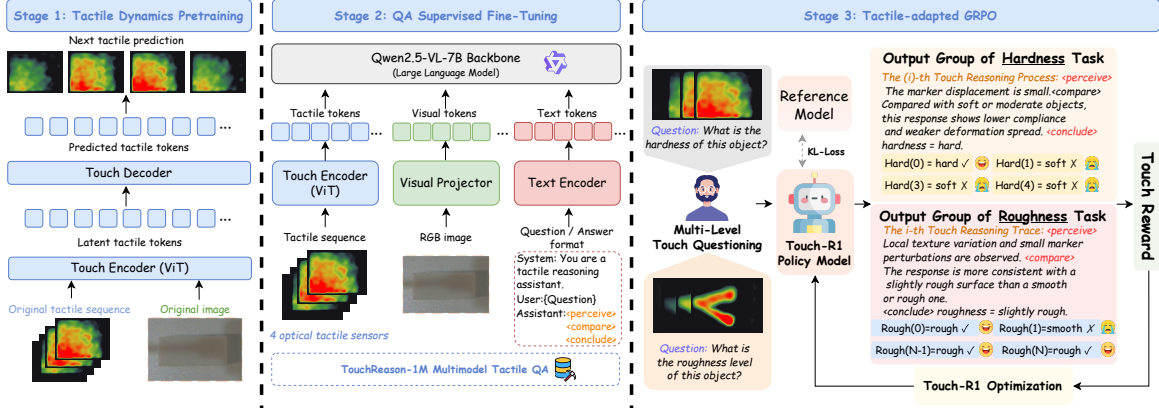 Stage 1: Tactile Dynamics Pretraining
Next tactile prediction
...
Predicted tactile tokens
Touch Decoder
...
Latent tactile tokens
Touch Encoder (ViT)
Original tactile sequence
Original image
Stage 2: QA Supervised Fine-Tuning
Qwen2.5-VL-7B Backbone
(Large Language Model)
Tactile tokens
Visual tokens
Text tokens
... ... ...
Touch Encoder
(ViT)
Visual Projector
Text Encoder
Tactile sequence
RGB image
Question / Answer
format
System: You are a
tactile reasoning
assistant.
User:{Question}
Assistant:<perceive>
<compare>
<conclude>
4 optical tactile sensors
TouchReason-1M Multimodel Tactile QA
Stage 3: Tactile-adapted GRPO
Question: What is the
hardness of this object?
Multi-Level
Touch Questioning
Question: What is
the roughness level
of this object?
Reference
Model
KL-Loss
Touch-R1
Policy Model
Output Group of Hardness Task
The (i)-th Touch Reasoning Process: <perceive>
The marker displacement is small.<compare>
Compared with soft or moderate objects,
this response shows lower compliance
and weaker deformation spread. <conclude>
hardness = hard.
Hard(0) = hard ✓ Hard(1) = soft ✗
Hard(3) = soft ✗ Hard(4) = soft ✗
Output Group of Roughness Task
The i-th Touch Reasoning Trace: <perceive>
Local texture variation and small marker
perturbations are observed. <compare>
The response is more consistent with a
slightly rough surface than a smooth
or rough one.
<conclude> roughness = slightly rough.
Rough(0)=rough ✓ Rough(1)=smooth ✗
Rough(N-1)=rough ✓ Rough(N)=rough ✓
Touch Reward
Touch-R1 Optimization